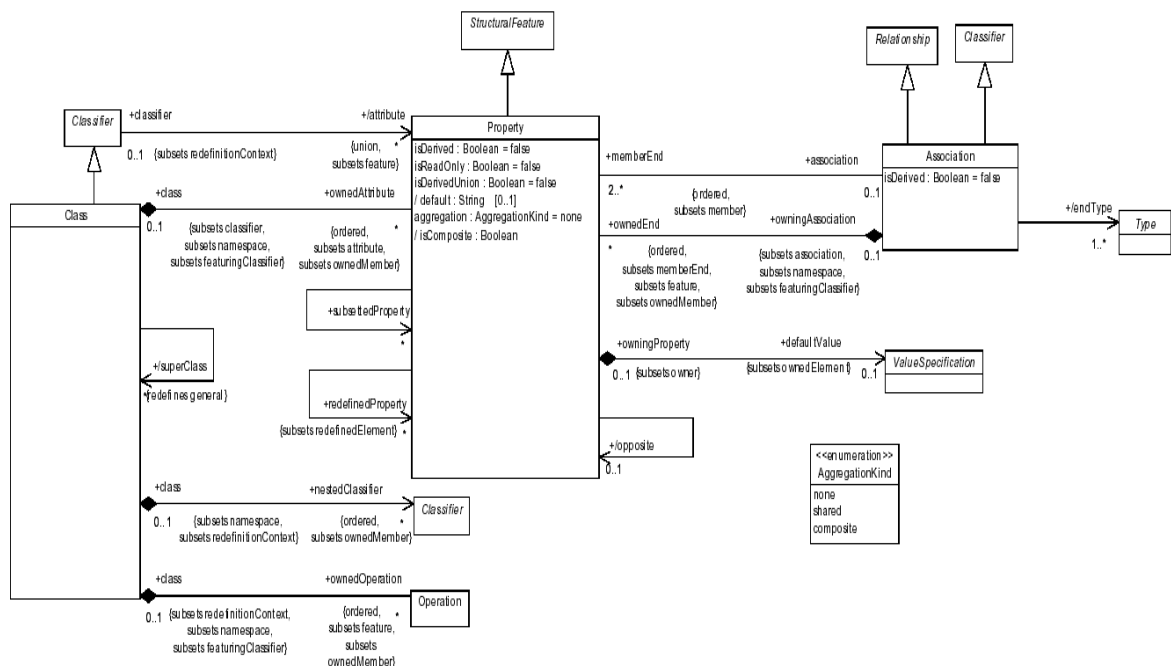 StructuralFeature
Relationship
Classifier
Classifier
+classifier
+/attribute
0..1
{subsets redefinitionContext}
{union,
subsets feature}
*
Property
isDerived : Boolean = false
isReadOnly : Boolean = false
isDerivedUnion : Boolean = false
/ default : String [0..1]
aggregation : AggregationKind = none
/ isComposite : Boolean
+memberEnd
+association
2..*
{ordered,
subsets member}
0..1
Association
isDerived : Boolean = false
+/endType
1..*
Type
Class
+class
+ownedAttribute
0..1
{subsets classifier,
subsets namespace,
subsets featuringClassifier}
{ordered,
subsets attribute,
subsets ownedMember}
*
+ownedEnd
+owningAssociation
*
{ordered,
subsets memberEnd,
subsets feature,
subsets ownedMember}
{subsets association,
subsets namespace,
subsets featuringClassifier}
0..1
+subsettedProperty
*
+/superClass
*
{redefines general}
+redefinedProperty
{subsets redefinedElement}
*
+owningProperty
+defaultValue
0..1
{subsets owner}
{subsets ownedElement}
0..1
ValueSpecification
+/opposite
0..1
<<enumeration>>
AggregationKind
none
shared
composite
+class
+nestedClassifier
0..1
{subsets namespace,
subsets redefinitionContext}
{ordered,
subsets ownedMember}
*
Classifier
+class
+ownedOperation
0..1
{subsets redefinitionContext,
subsets namespace,
subsets featuringClassifier}
{ordered,
subsets feature,
subsets
ownedMember}
*
Operation